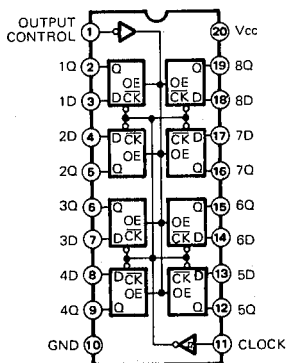 OUTPUT
CONTROL 1 20 Vcc
1Q 2 Q OE Q OE 19 8Q
1D 3 D CK CK D 18 8D
2D 4 D CK CK D 17 7D
2Q 5 Q OE OE Q 16 7Q
3Q 6 Q OE Q OE 15 6Q
3D 7 D CK CK D 14 6D
4D 8 D CK CK D 13 5D
4Q 9 Q OE OE Q 12 5Q
GND 10 11 CLOCK